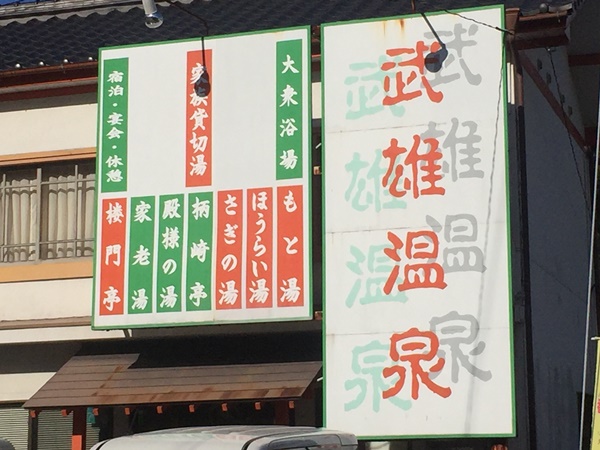 武雄温泉
大衆浴場
家族貸切湯
宿泊・宴会・休憩
もと湯
ほうらい湯
さぎの湯
柄崎亭
殿様の湯
家老湯
楼門亭